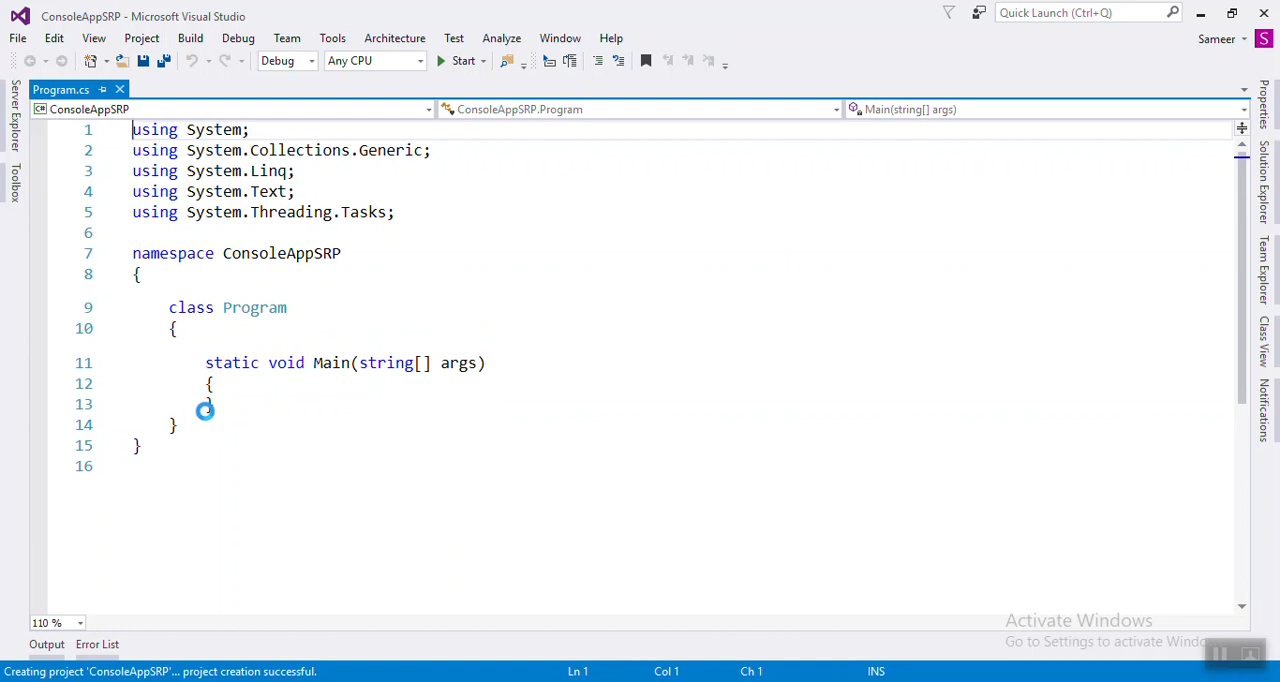 ConsoleAppSRP - Microsoft Visual Studio
Quick Launch (Ctrl+Q)
File Edit View Project Build Debug Team Tools Architecture Test Analyze Window Help
Sameer S
Debug Any CPU Start
Program.cs
C# ConsoleAppSRP ConsoleAppSRP.Program Main(string[] args)
Server Explorer
Toolbox
1 using System;
2 using System.Collections.Generic;
3 using System.Linq;
4 using System.Text;
5 using System.Threading.Tasks;
6
7 namespace ConsoleAppSRP
8 {
9 class Program
10 {
11 static void Main(string[] args)
12 {
13 }
14 }
15 }
16
Properties
Solution Explorer
Team Explorer
Class View
Notifications
110 %
Activate Windows
Go to Settings to activate Windo
Output Error List
Creating project 'ConsoleAppSRP'... project creation successful. Ln 1 Col 1 Ch 1 INS